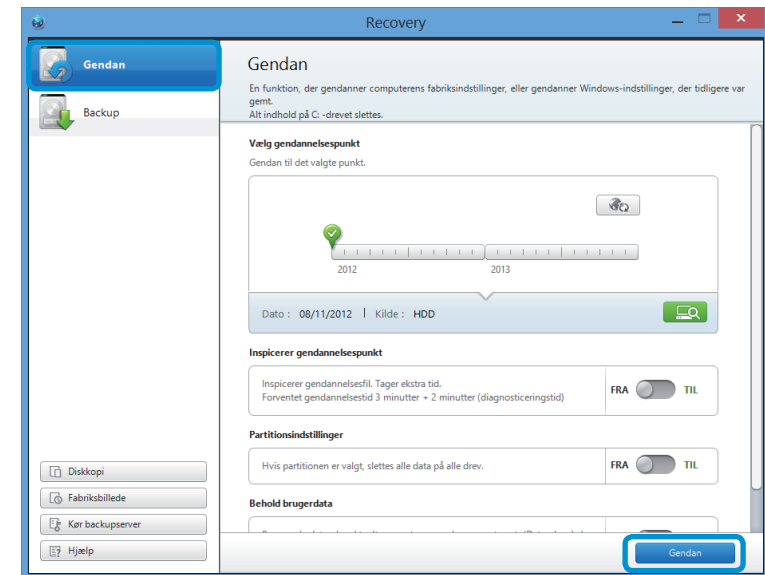 Recovery
Gendan
Backup
Diskkopi
Fabriksbillede
Kør backupserver
Hjælp
Gendan
En funktion, der gendanner computerens fabriksindstillinger, eller gendanner Windows-indstillinger, der tidligere var
gemt.
Alt indhold på C: -drevet slettes.
Vælg gendannelsespunkt
Gendan til det valgte punkt.
2012 2013
Dato : 08/11/2012 | Kilde : HDD
Inspicerer gendannelsespunkt
Inspicerer gendannelsesfil. Tager ekstra tid.
Forventet gendannelsestid 3 minutter + 2 minutter (diagnosticeringstid)
FRA TIL
Partitionsindstillinger
Hvis partitionen er valgt, slettes alle data på alle drev.
FRA TIL
Behold brugerdata
Gendan